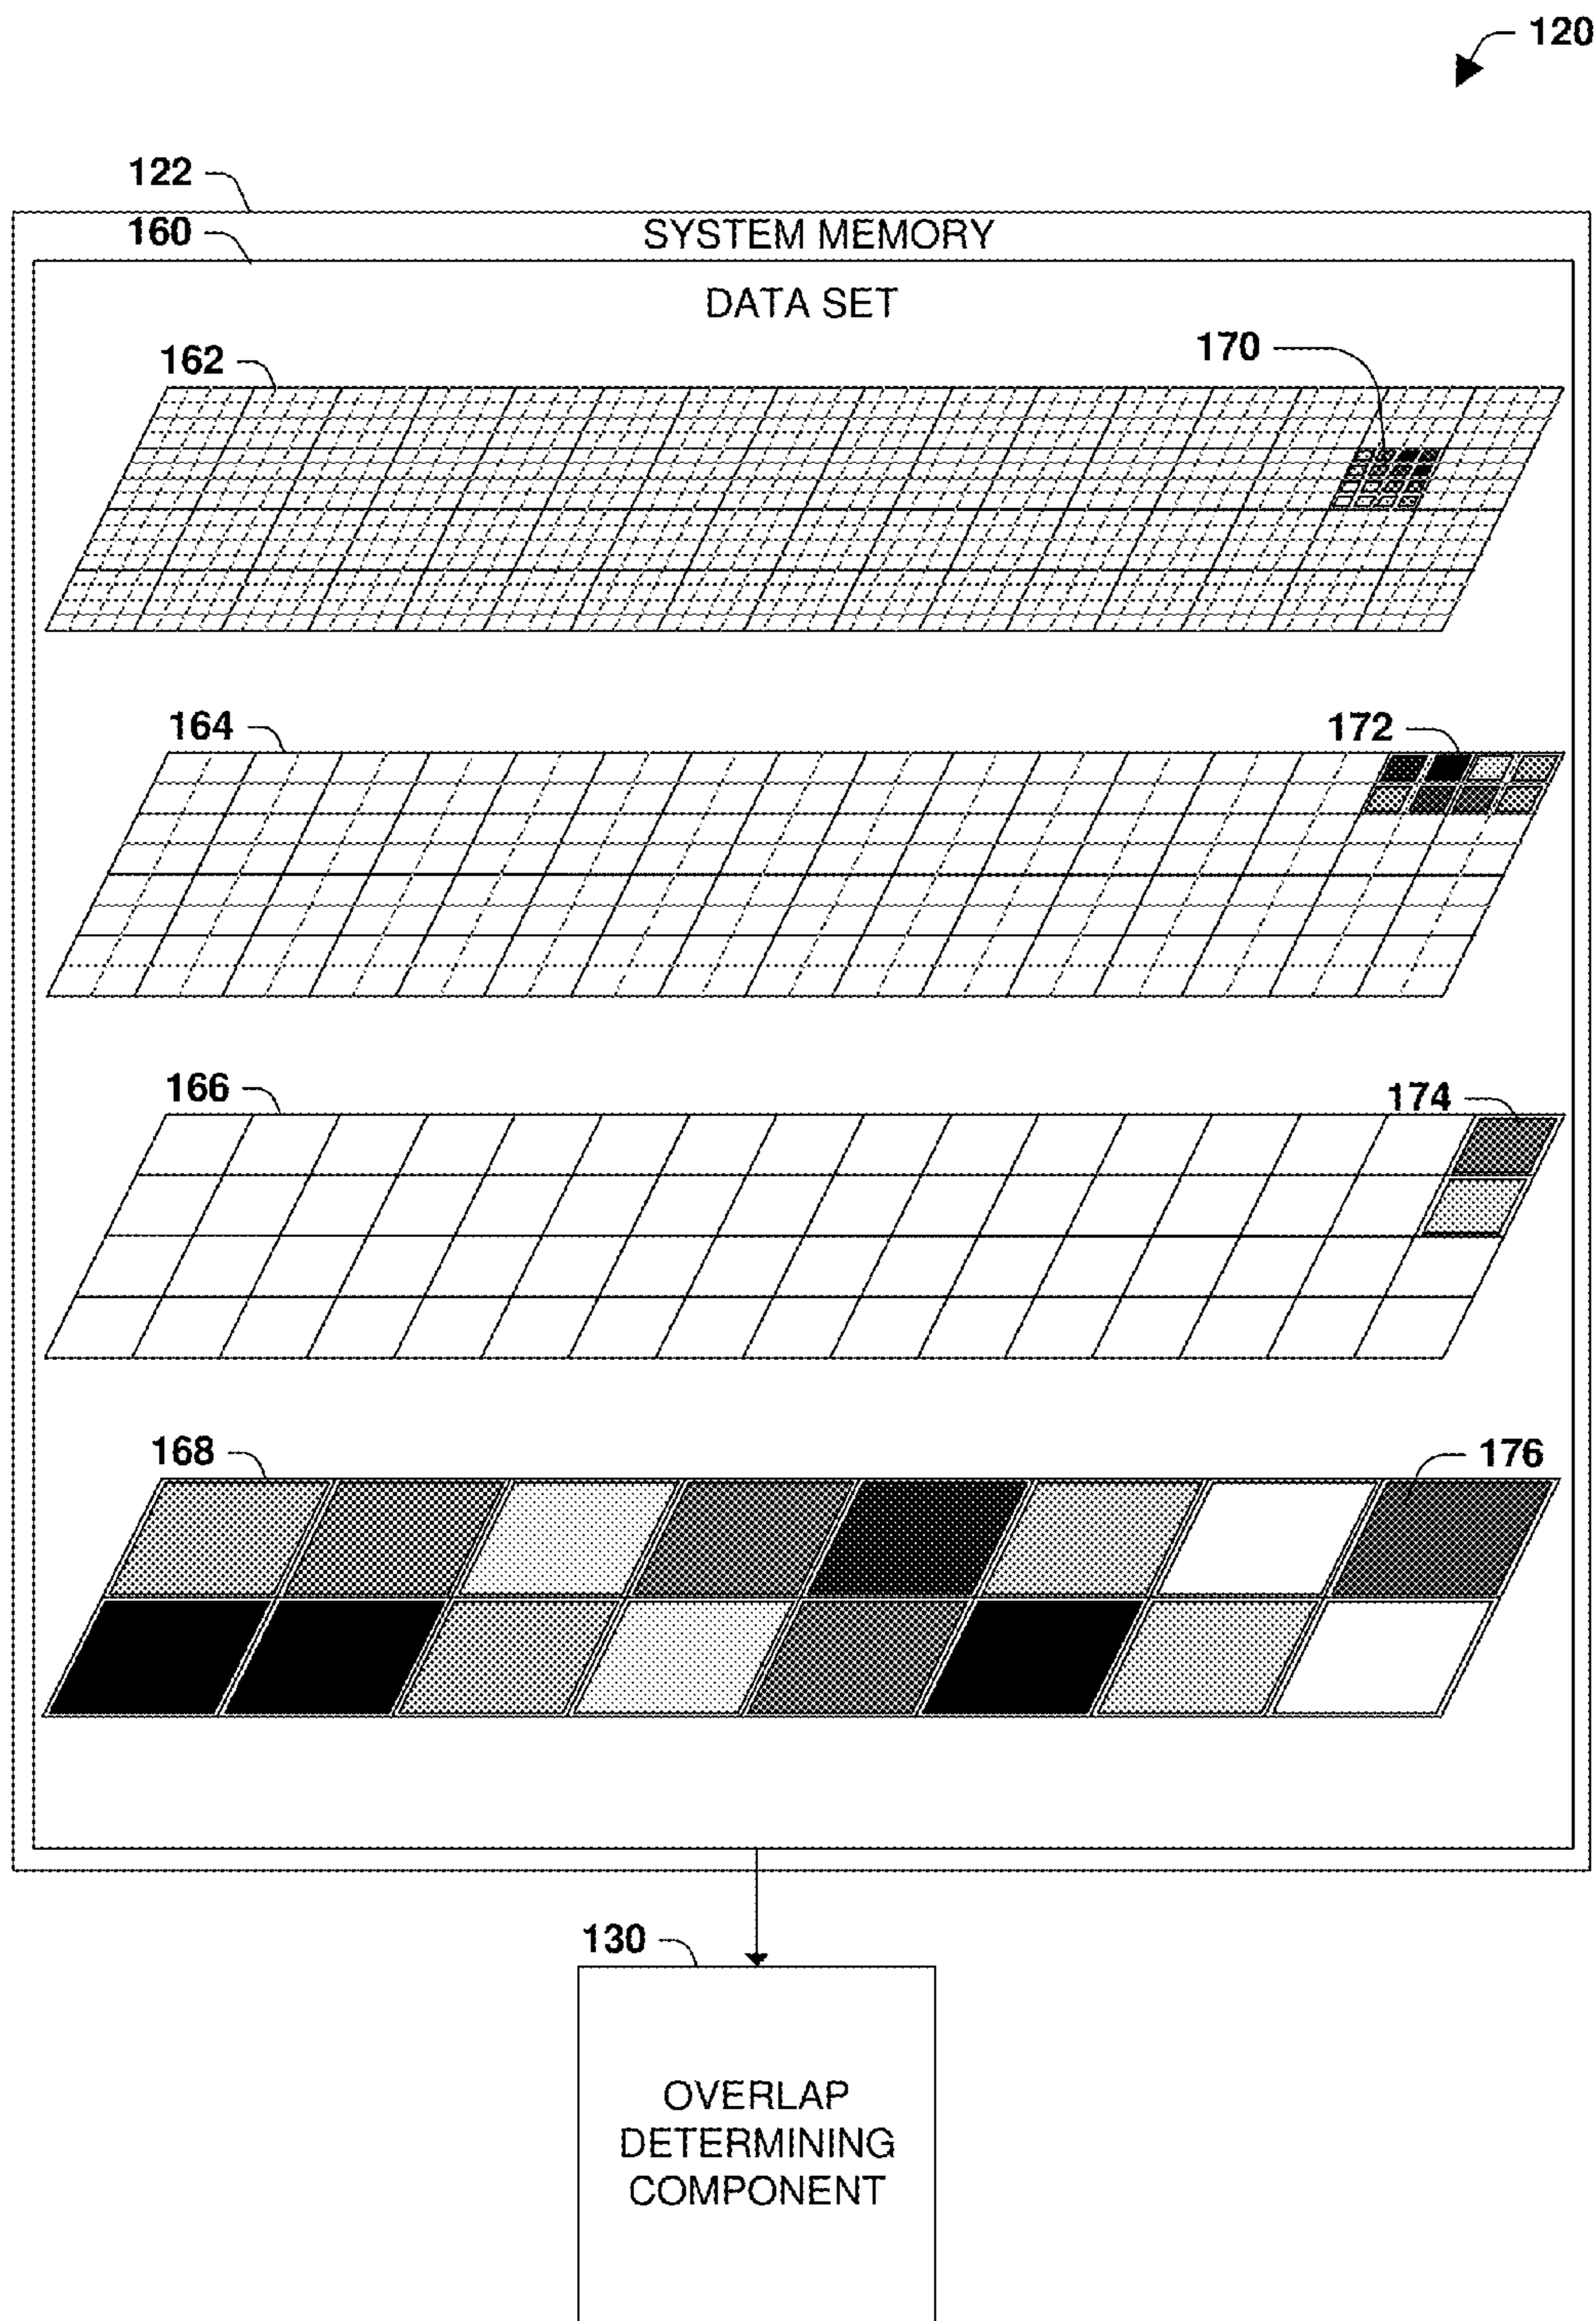 120
122
SYSTEM MEMORY
160
DATA SET
162
170
164
172
166
174
168
176
130
OVERLAP
DETERMINING
COMPONENT